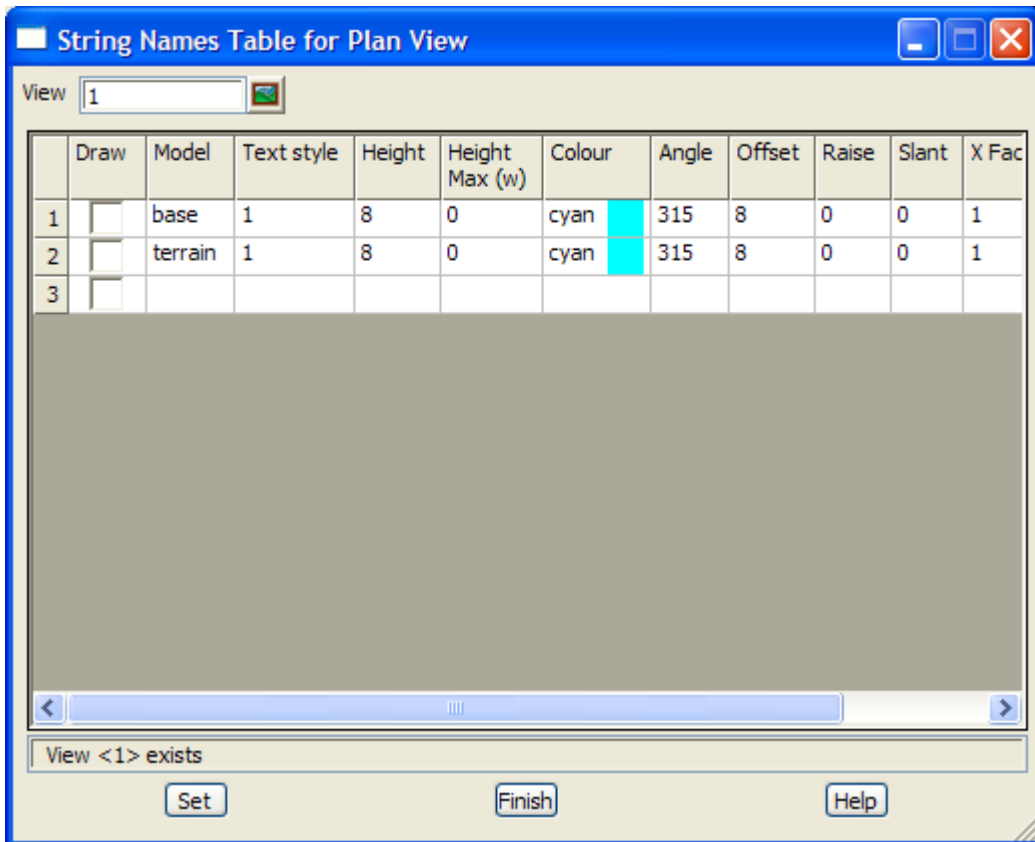 String Names Table for Plan View
View 1
Draw Model Text style Height Height Max (w) Colour Angle Offset Raise Slant X Fac
1 base 1 8 0 cyan 315 8 0 0 1
2 terrain 1 8 0 cyan 315 8 0 0 1
3
View <1> exists
Set Finish Help